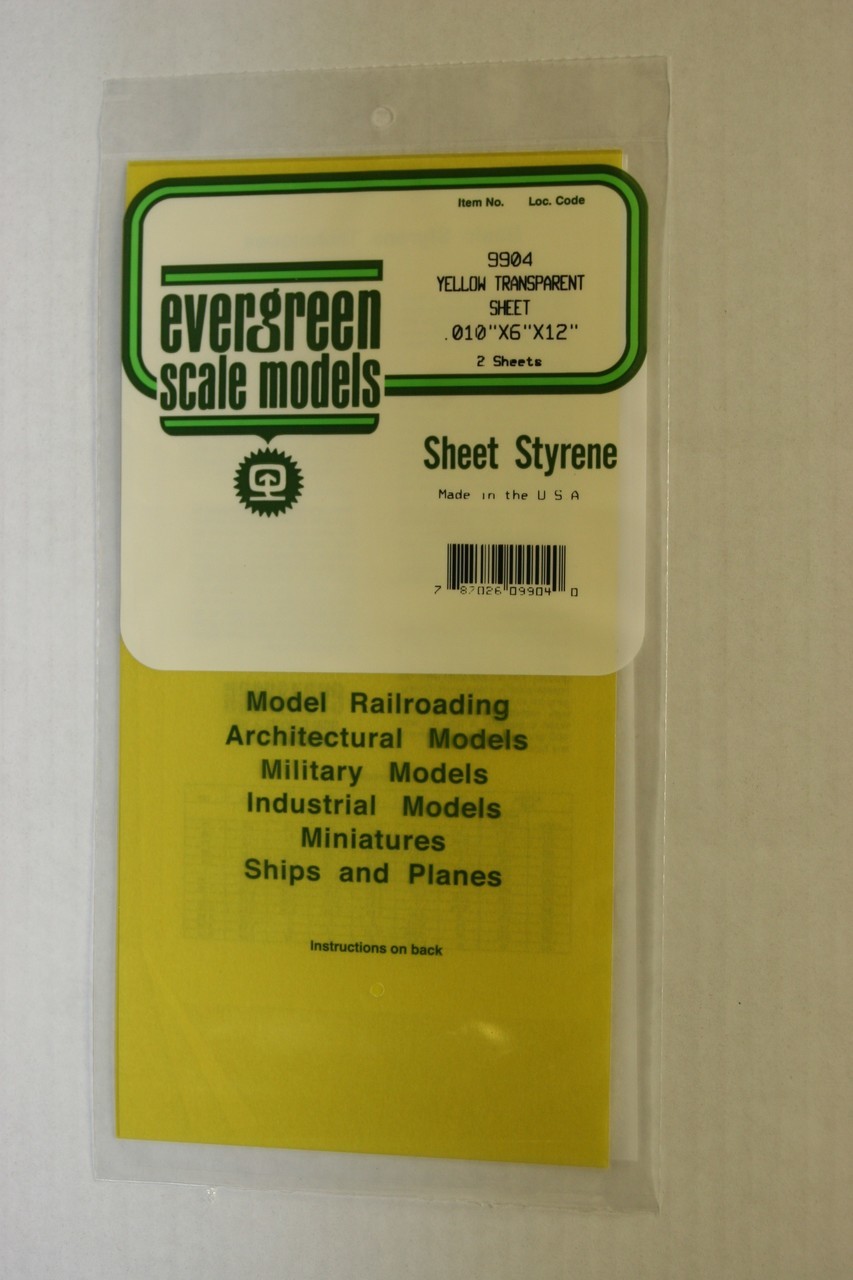 Item No. Loc. Code
9904
YELLOW TRANSPARENT
SHEET
.010"X6"X12"
2 Sheets
evergreen
scale models
Sheet Styrene
Made in the U S A
7 87026 09904 0
Model Railroading
Architectural Models
Military Models
Industrial Models
Miniatures
Ships and Planes
Instructions on back